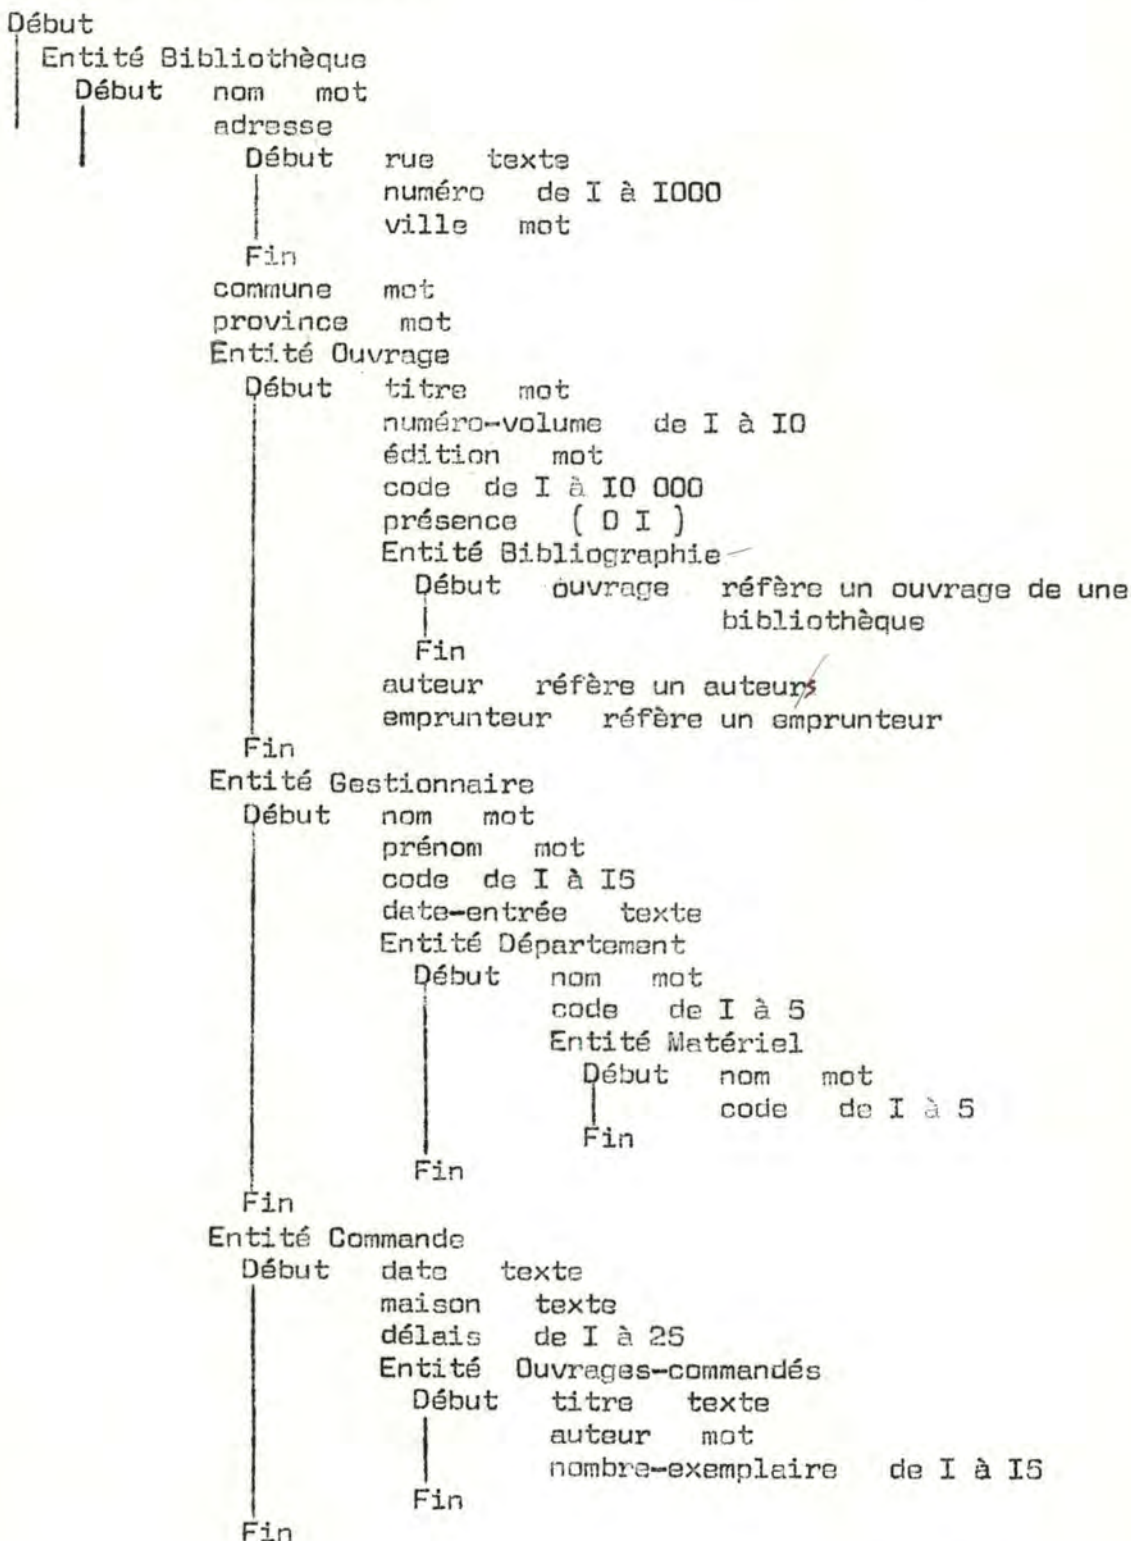 Début
Entité Bibliothèque
Début nom mot
adresse
Début rue texte
numéro de I à I000
ville mot
Fin
commune mot
province mot
Entité Ouvrage
Début titre mot
numéro-volume de I à I0
édition mot
code de I à I0 000
présence ( 0 I )
Entité Bibliographie
Début ouvrage réfère un ouvrage de une
bibliothèque
Fin
auteur réfère un auteurs
emprunteur réfère un emprunteur
Fin
Entité Gestionnaire
Début nom mot
prénom mot
code de I à I5
date-entrée texte
Entité Département
Début nom mot
code de I à 5
Entité Matériel
Début nom mot
code de I à 5
Fin
Fin
Fin
Entité Commande
Début date texte
maison texte
délais de I à 25
Entité Ouvrages-commandés
Début titre texte
auteur mot
nombre-exemplaire de I à I5
Fin
Fin